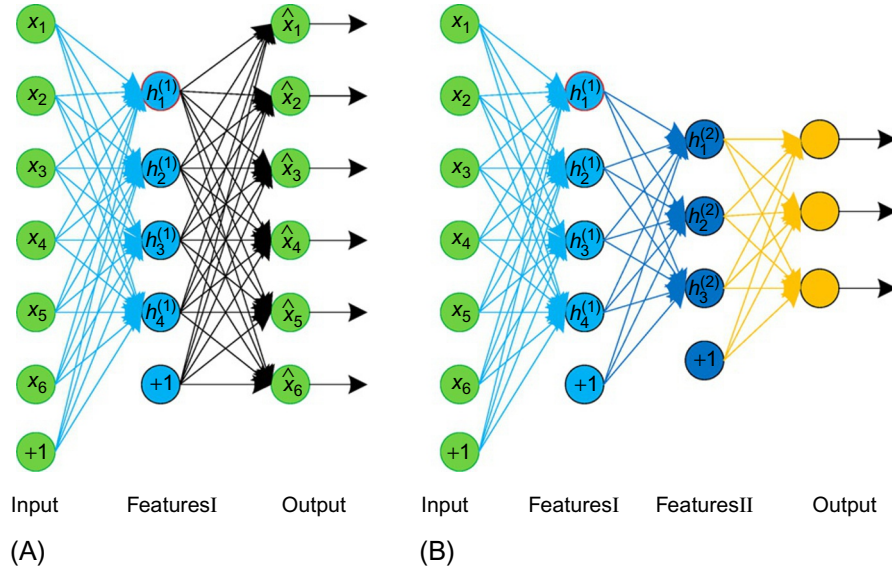 x1 x̂1 x1
x2 h1(1) x̂2 x2 h1(1) h1(2)
x3 h2(1) x̂3 x3 h2(1) h2(2)
x4 h3(1) x̂4 x4 h3(1) h3(2)
x5 h4(1) x̂5 x5 h4(1) +1
x6 +1 x̂6 x6 +1
+1 +1
Input FeaturesI Output Input FeaturesI FeaturesII Output
(A) (B)